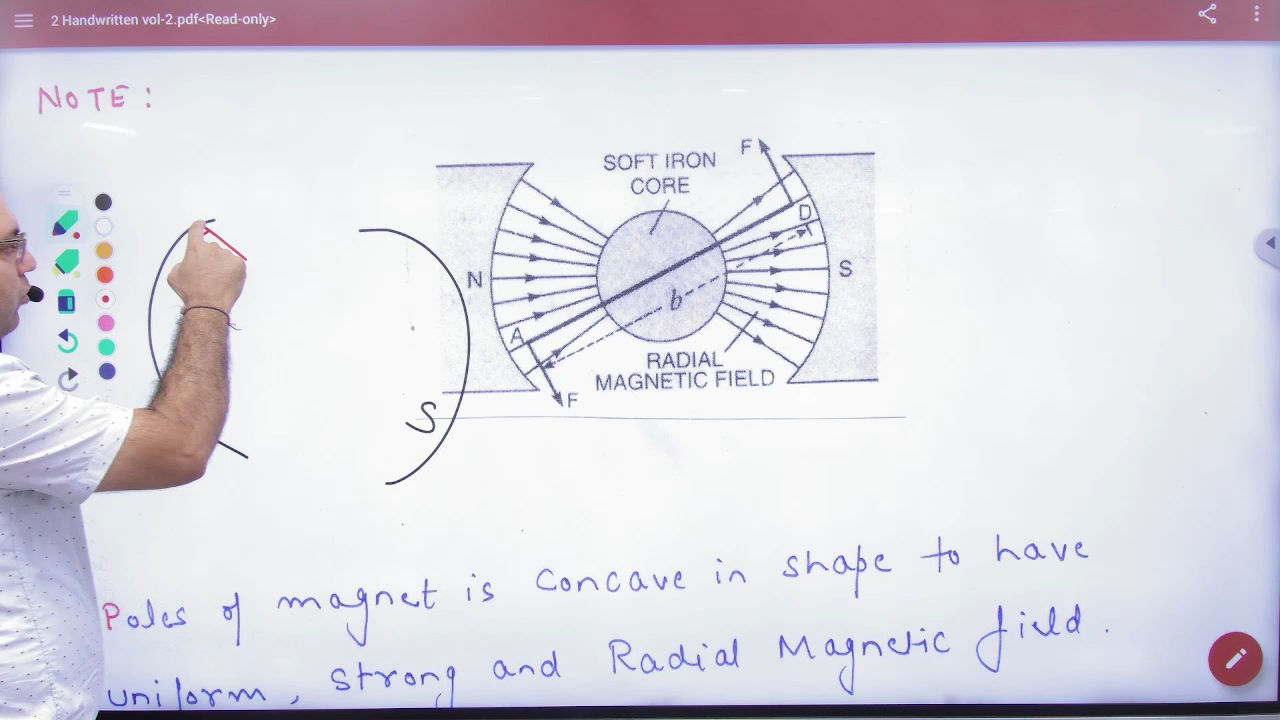 2 Handwritten vol-2.pdf<Read-only>
NOTE :
SOFT IRON
CORE
F
D
N
S
b
A
RADIAL
MAGNETIC FIELD
F
S
Poles of magnet is concave in shape to have
uniform, strong and Radial Magnetic field.